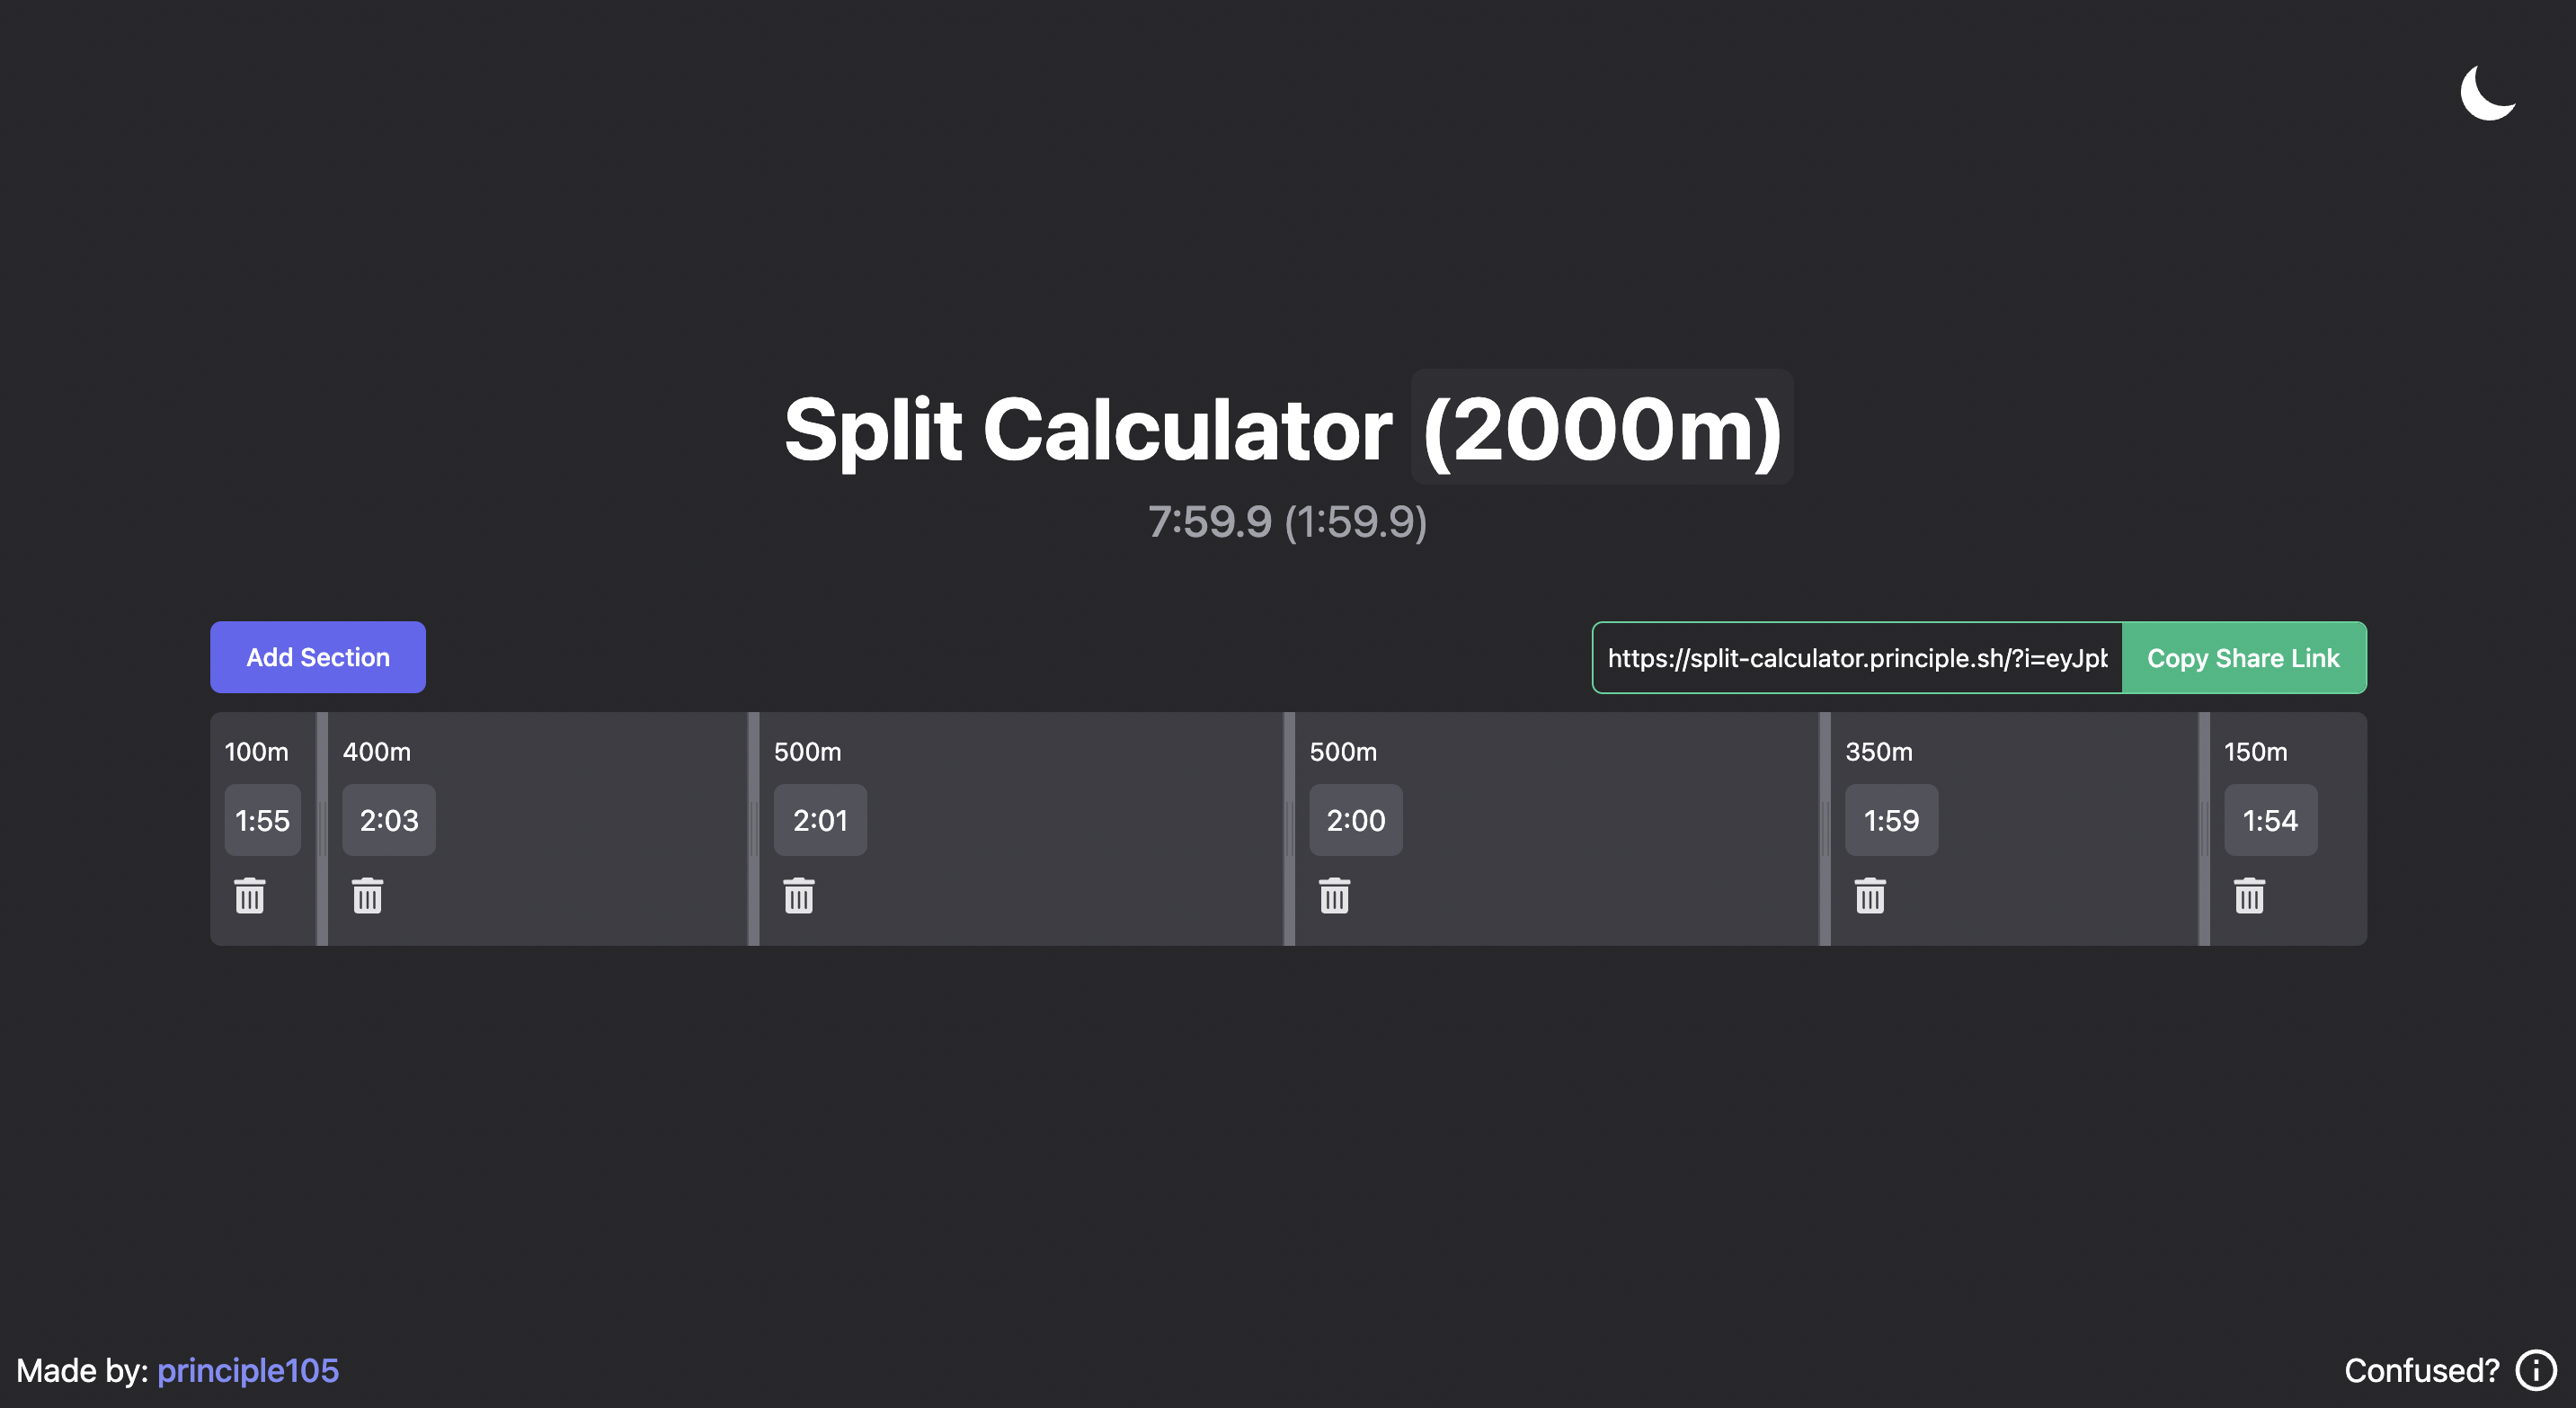 Split Calculator (2000m)
7:59.9 (1:59.9)
Add Section
https://split-calculator.principle.sh/?i=eyJpb
Copy Share Link
100m
400m
500m
500m
350m
150m
1:55
2:03
2:01
2:00
1:59
1:54
Made by: principle105
Confused?